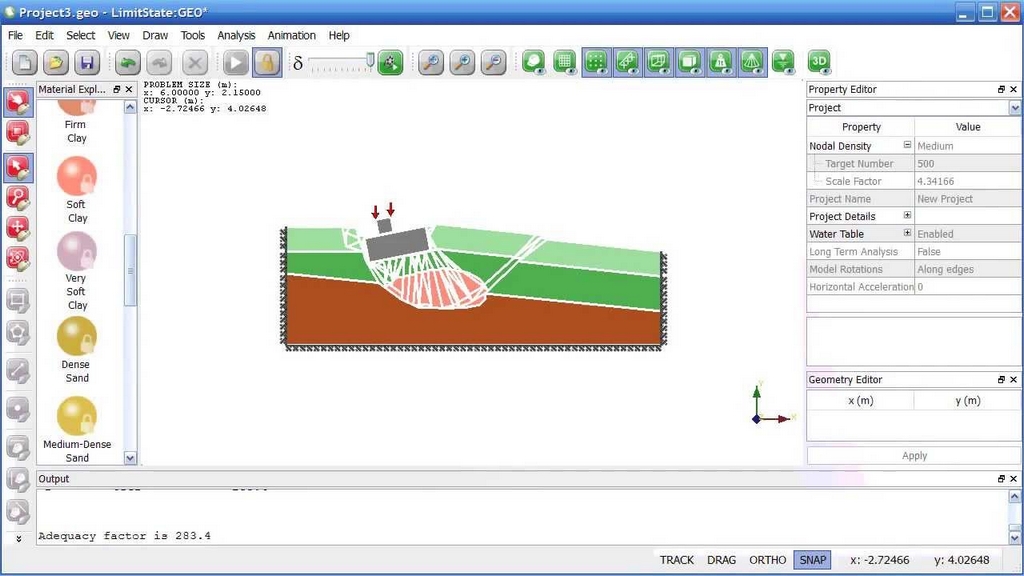 Project3.geo - LimitState:GEO*
File Edit Select View Draw Tools Analysis Animation Help
δ
3D
Material Expl...
Firm
Clay
Soft
Clay
Very
Soft
Clay
Dense
Sand
Medium-Dense
Sand
PROBLEM SIZE (m):
x: 6.00000 y: 2.15000
CURSOR (m):
x: -2.72466 y: 4.02648
Property Editor
Project
Property Value
Nodal Density Medium
Target Number 500
Scale Factor 4.34166
Project Name New Project
Project Details
Water Table Enabled
Long Term Analysis False
Model Rotations Along edges
Horizontal Acceleration 0
Geometry Editor
x (m) y (m)
Apply
Output
Adequacy factor is 283.4
TRACK DRAG ORTHO SNAP x: -2.72466 y: 4.02648